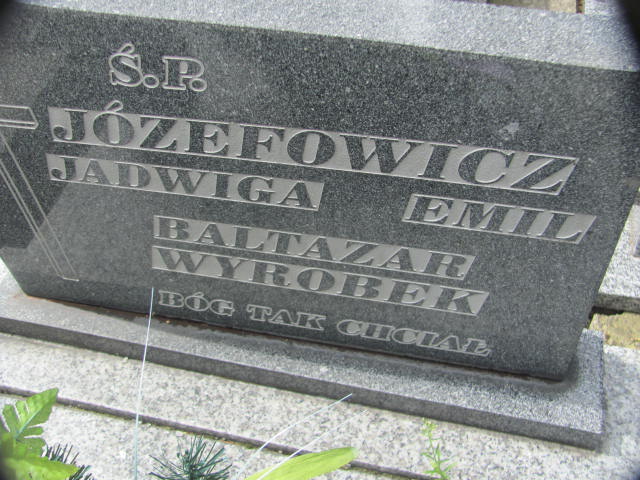 Ś.P.
JÓZEFOWICZ
JADWIGA EMIL
BALTAZAR
WYROBEK
BÓG TAK CHCIAŁ